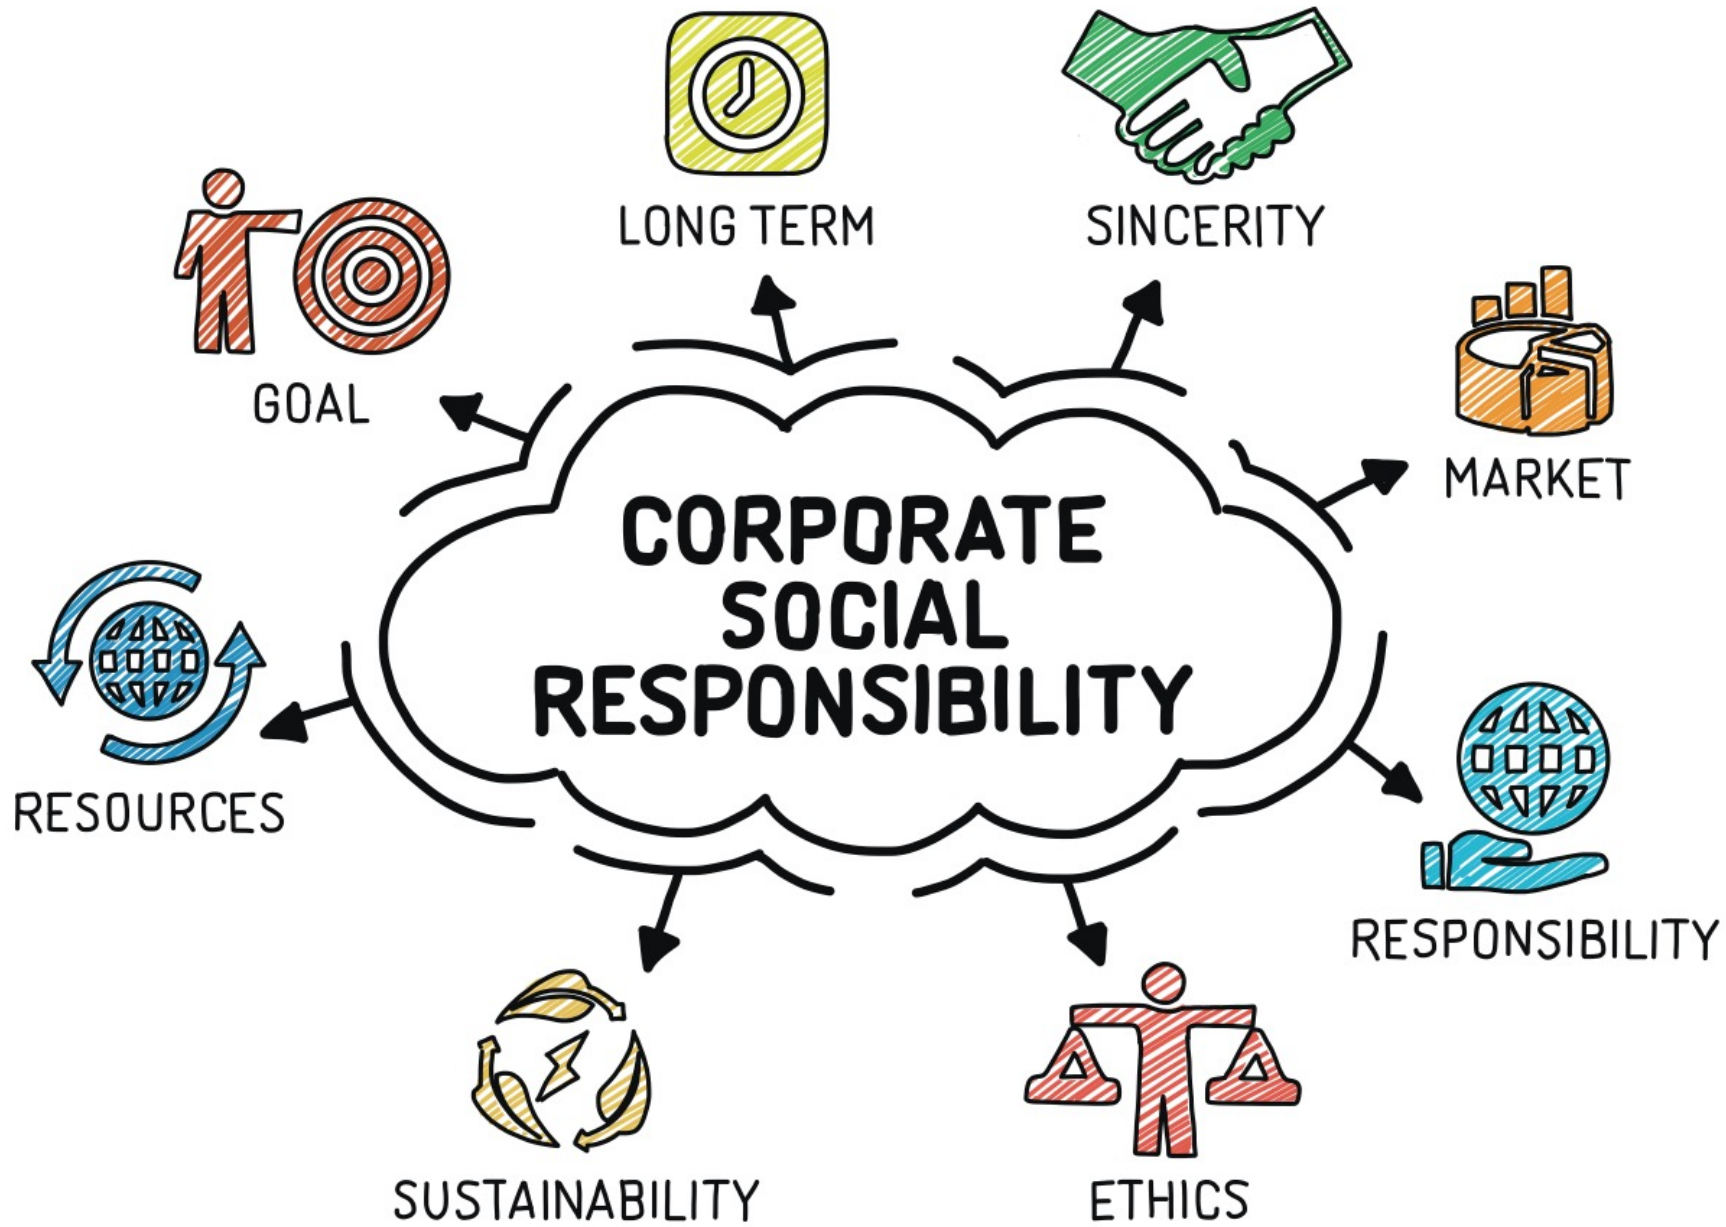 LONG TERM
SINCERITY
GOAL
MARKET
CORPORATE
SOCIAL
RESPONSIBILITY
RESOURCES
RESPONSIBILITY
SUSTAINABILITY
ETHICS